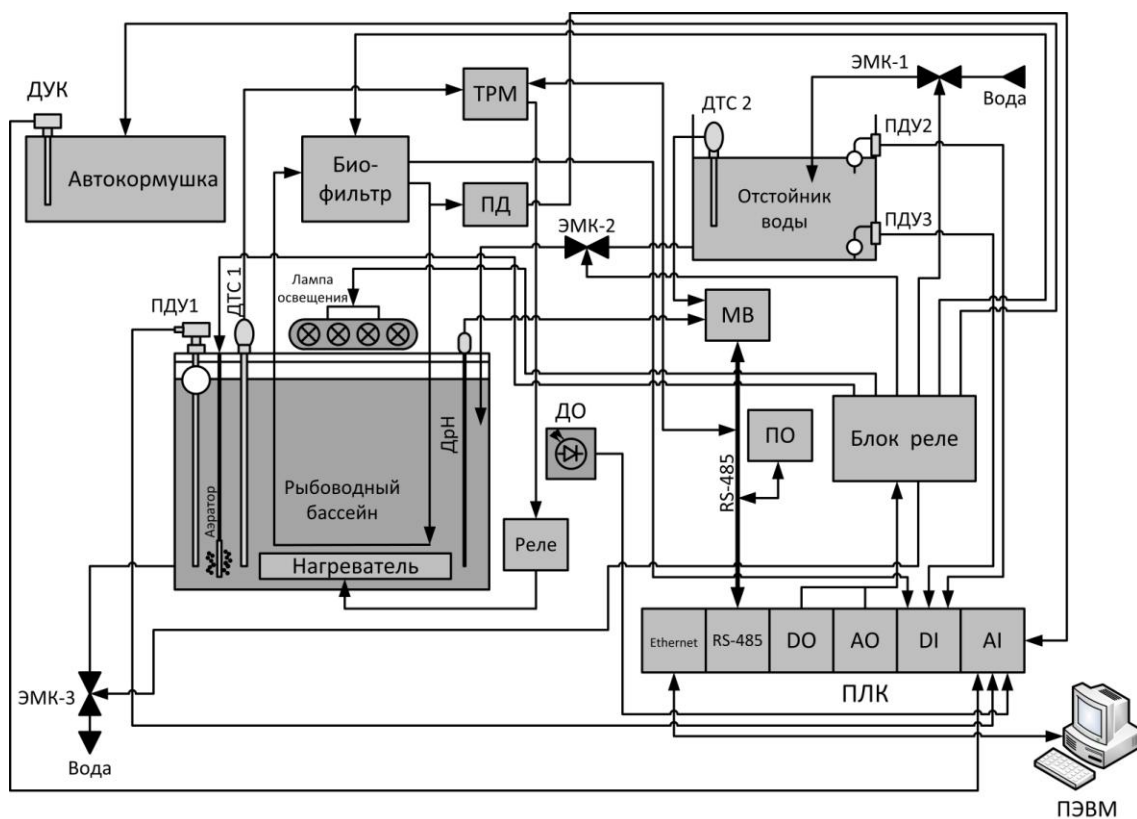 ЭМК-1
ДУК
ТРМ
ДТС 2
Вода
ПДУ2
Автокормушка
Био-
фильтр
ПД
Отстойник
воды
ЭМК-2
ПДУ3
Лампа
освещения
ПДУ1
ДТС 1
МВ
ДрН
ДО
ПО
Блок реле
RS-485
Рыбоводный
бассейн
Аэратор
Реле
Нагреватель
Ethernet
RS-485
DO
AO
DI
AI
ЭМК-3
ПЛК
Вода
ПЭВМ